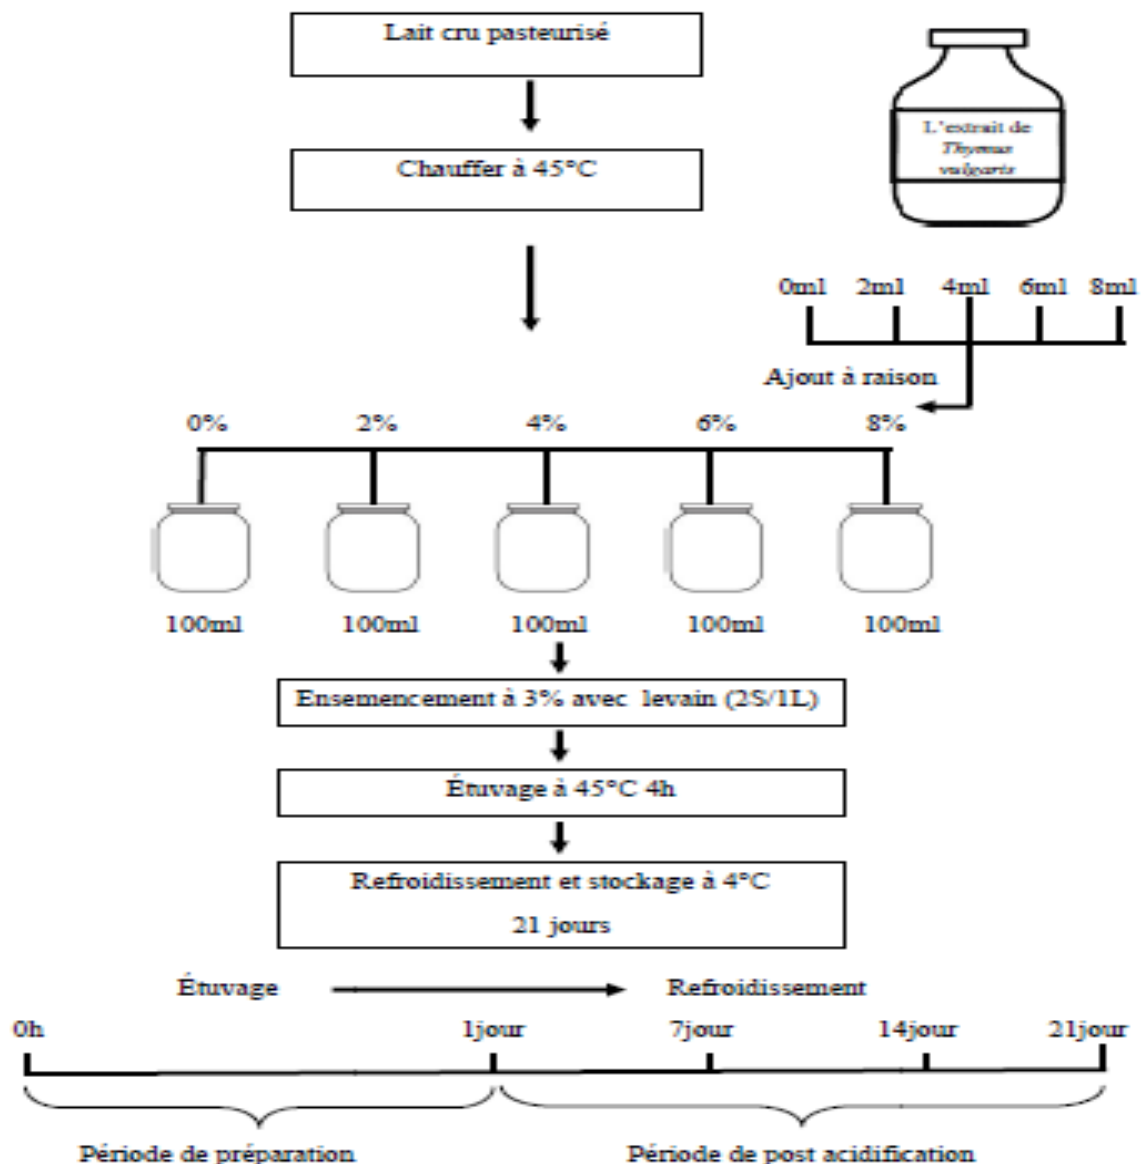 Lait cru pasteurisé
Chauffer à 45°C
L'extrait de
Thymus
vulgaris
0ml 2ml 4ml 6ml 8ml
Ajout à raison
0% 2% 4% 6% 8%
100ml 100ml 100ml 100ml 100ml
Ensemencement à 3% avec levain (2S/1L)
Étuvage à 45°C 4h
Refroidissement et stockage à 4°C
21 jours
Étuvage Refroidissement
0h 1jour 7jour 14jour 21jour
Période de préparation Période de post acidification